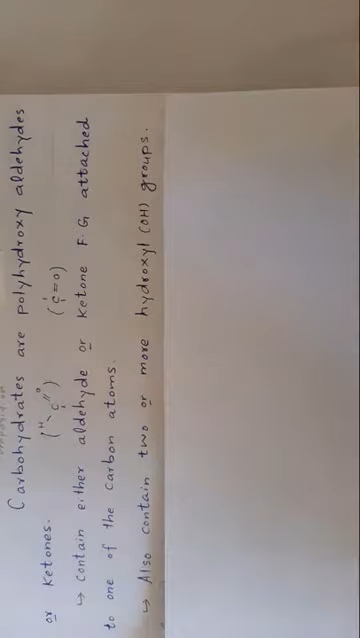 Carbohydrates are polyhydroxy aldehydes
or ketones. (H-C=O) (C=O)
↳ contain either aldehyde or ketone F.G. attached
to one of the carbon atoms.
↳ Also contain two or more hydroxyl (OH) groups.